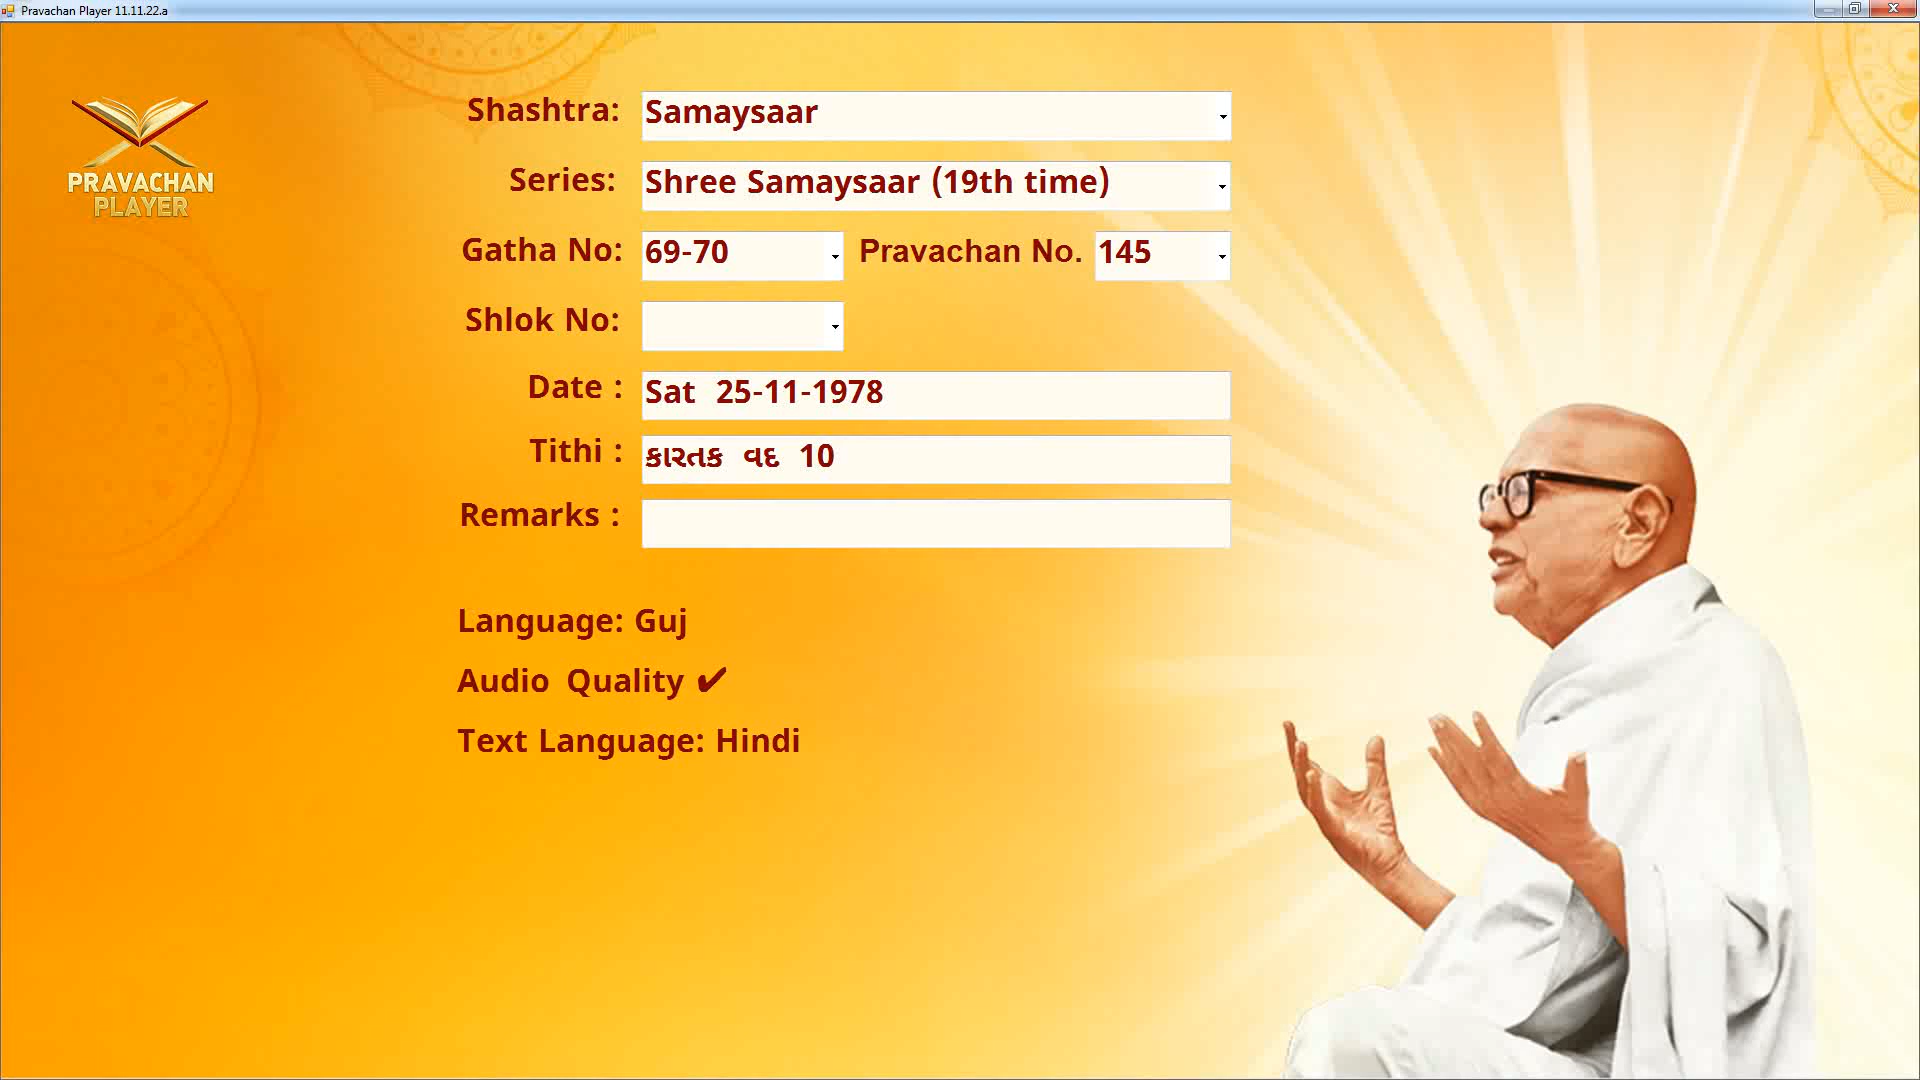 Pravachan Player 11.11.22.a
PRAVACHAN
PLAYER
Shashtra: Samaysaar
Series: Shree Samaysaar (19th time)
Gatha No: 69-70 Pravachan No. 145
Shlok No:
Date : Sat 25-11-1978
Tithi : કારતક વદ 10
Remarks :
Language: Guj
Audio Quality ✔
Text Language: Hindi